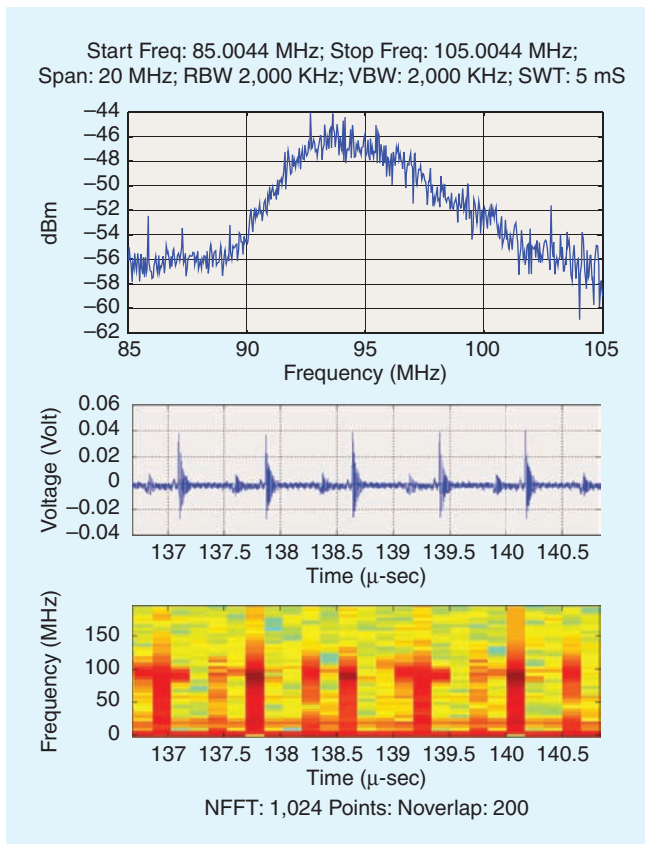 Start Freq: 85.0044 MHz; Stop Freq: 105.0044 MHz;
Span: 20 MHz; RBW 2,000 KHz; VBW: 2,000 KHz; SWT: 5 mS
dBm
−44
−46
−48
−50
−52
−54
−56
−58
−60
−62
85 90 95 100 105
Frequency (MHz)
Voltage (Volt)
0.06
0.04
0.02
0
−0.02
−0.04
137 137.5 138 138.5 139 139.5 140 140.5
Time (μ-sec)
Frequency (MHz)
150
100
50
0
137 137.5 138 138.5 139 139.5 140 140.5
Time (μ-sec)
NFFT: 1,024 Points: Noverlap: 200